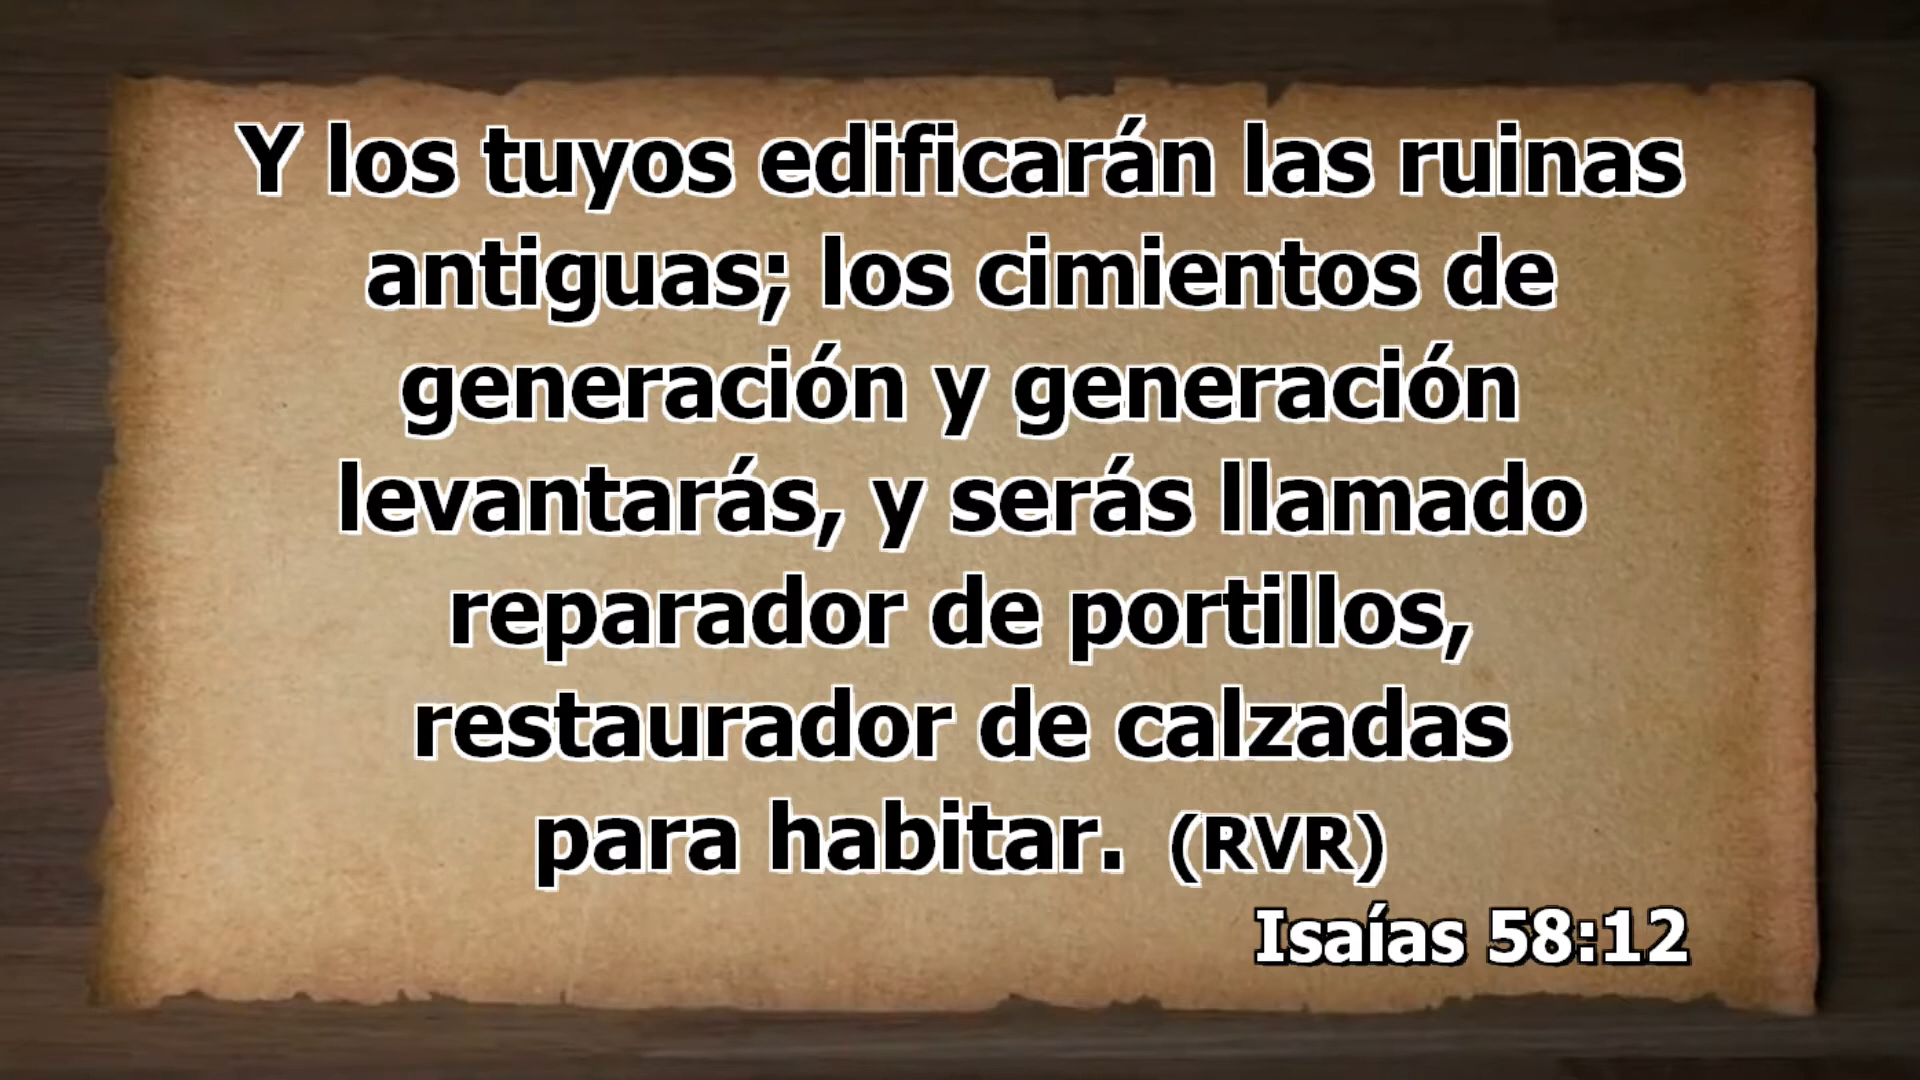 Y los tuyos edificarán las ruinas
antiguas; los cimientos de
generación y generación
levantarás, y serás llamado
reparador de portillos,
restaurador de calzadas
para habitar. (RVR)
Isaías 58:12